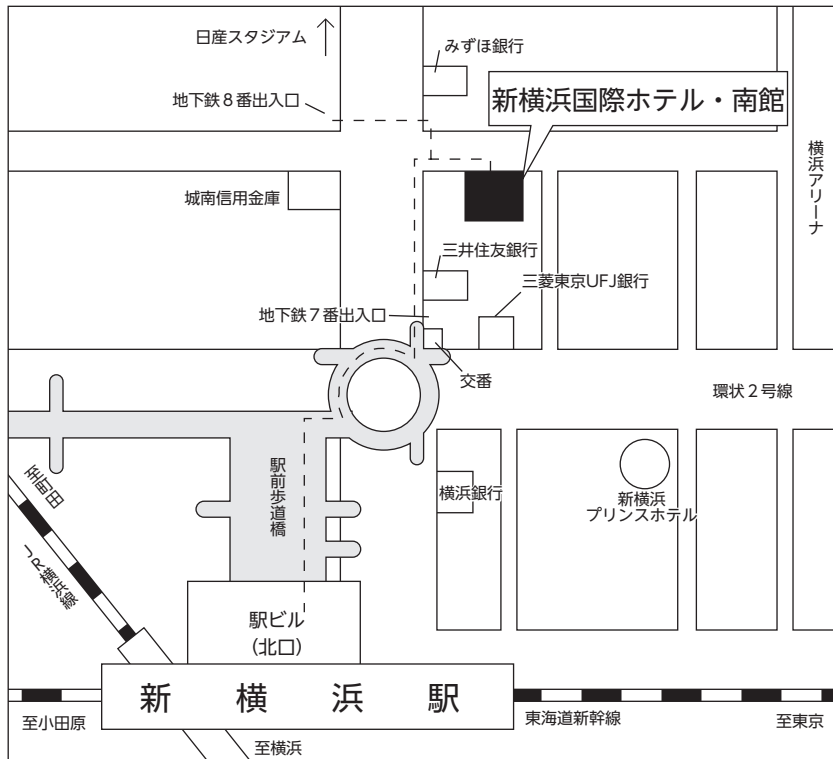 日産スタジアム
みずほ銀行
地下鉄８番出入口
新横浜国際ホテル・南館
横浜アリーナ
城南信用金庫
三井住友銀行
三菱東京UFJ銀行
地下鉄７番出入口
交番
環状２号線
駅前歩道橋
横浜銀行
新横浜
プリンスホテル
至町田
JR横浜線
駅ビル
(北口)
新横浜駅
至小田原
東海道新幹線
至東京
至横浜